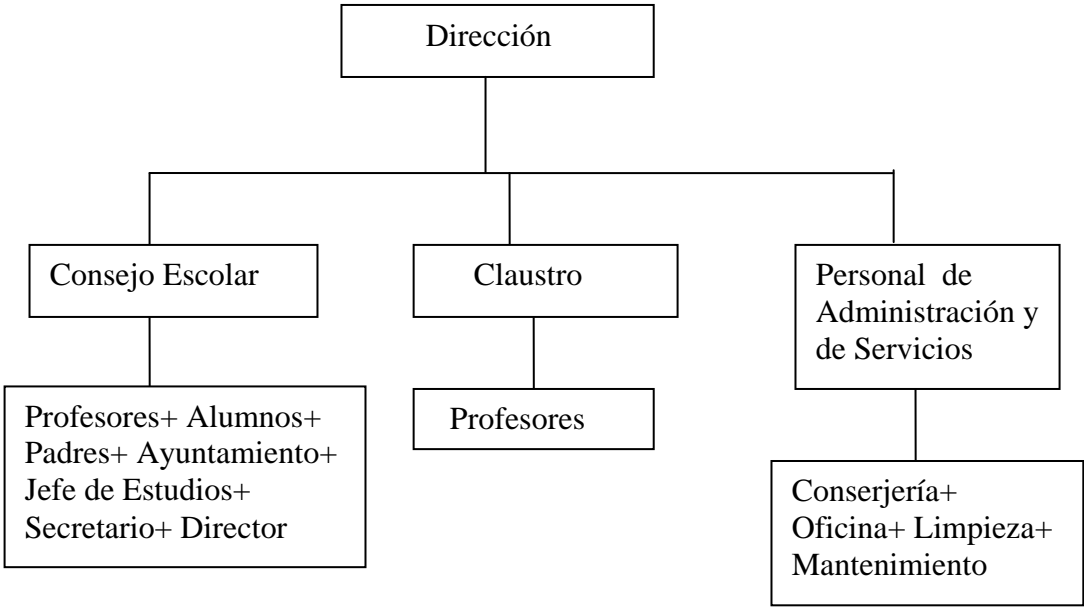 Dirección
Consejo Escolar
Claustro
Personal de
Administración y
de Servicios
Profesores+ Alumnos+
Padres+ Ayuntamiento+
Jefe de Estudios+
Secretario+ Director
Profesores
Conserjería+
Oficina+ Limpieza+
Mantenimiento